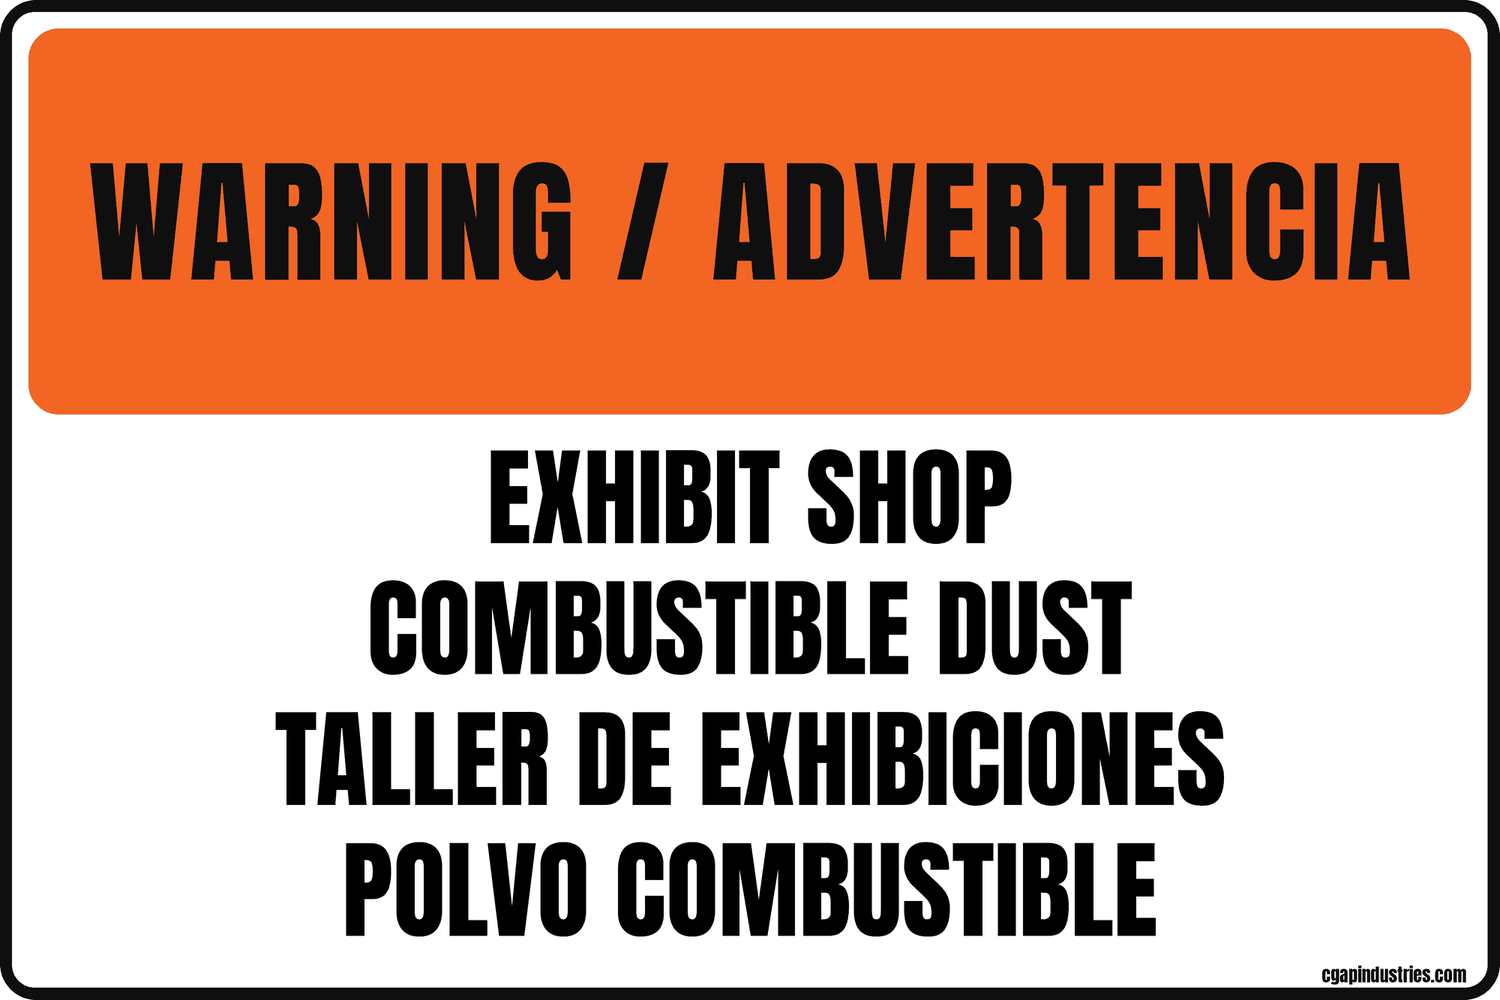 WARNING / ADVERTENCIA
EXHIBIT SHOP
COMBUSTIBLE DUST
TALLER DE EXHIBICIONES
POLVO COMBUSTIBLE
cgapindustries.com